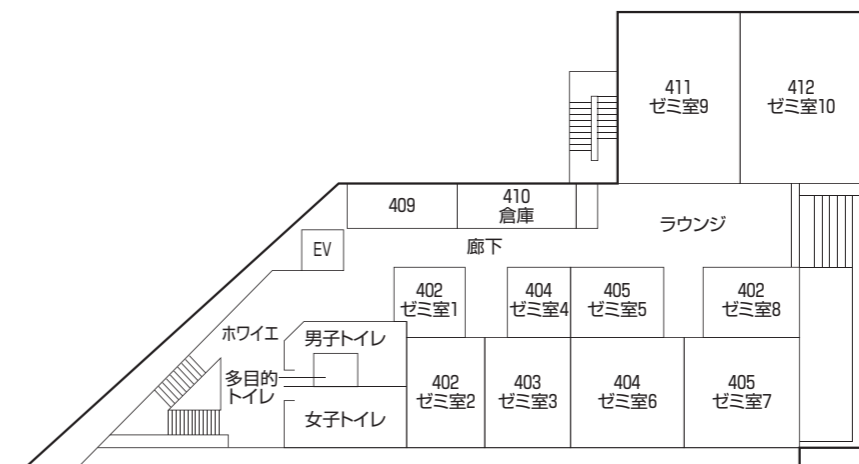 411
ゼミ室9
412
ゼミ室10
409
410
倉庫
ラウンジ
廊下
EV
402
ゼミ室1
404
ゼミ室4
405
ゼミ室5
402
ゼミ室8
ホワイエ
男子トイレ
多目的
トイレ
女子トイレ
402
ゼミ室2
403
ゼミ室3
404
ゼミ室6
405
ゼミ室7